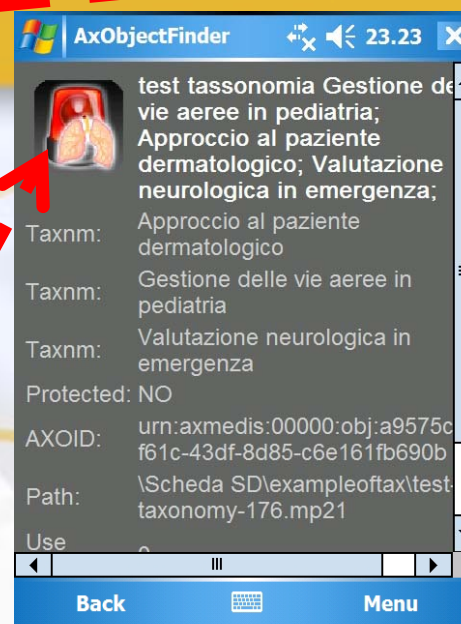 AxObjectFinder 23.23
test tassonomia Gestione de
vie aeree in pediatria;
Approccio al paziente
dermatologico; Valutazione
neurologica in emergenza;
Taxnm: Approccio al paziente
dermatologico
Taxnm: Gestione delle vie aeree in
pediatria
Taxnm: Valutazione neurologica in
emergenza
Protected: NO
AXOID: urn:axmedis:00000:obj:a9575c
f61c-43df-8d85-c6e161fb690b
Path: \Scheda SD\exampleoftax\test-
taxonomy-176.mp21
Use
Back Menu